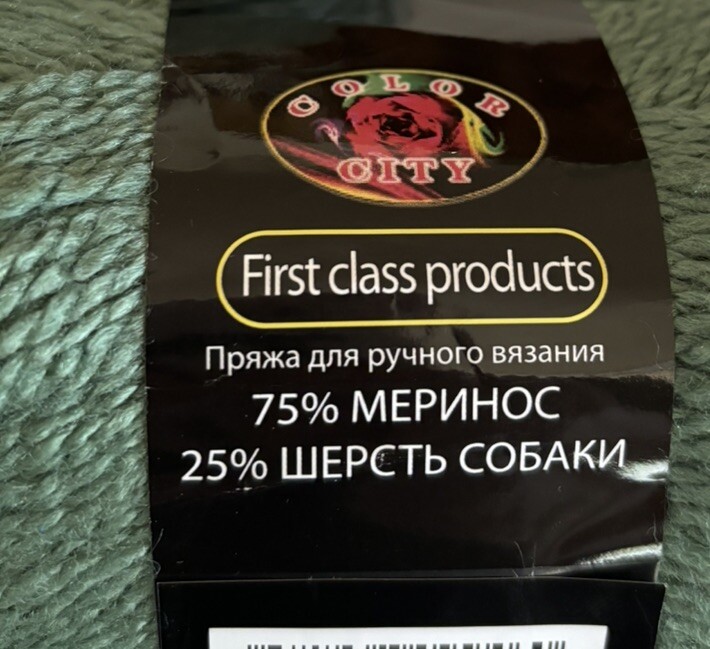 COLOR
CITY
First class products
Пряжа для ручного вязания
75% МЕРИНОС
25% ШЕРСТЬ СОБАКИ